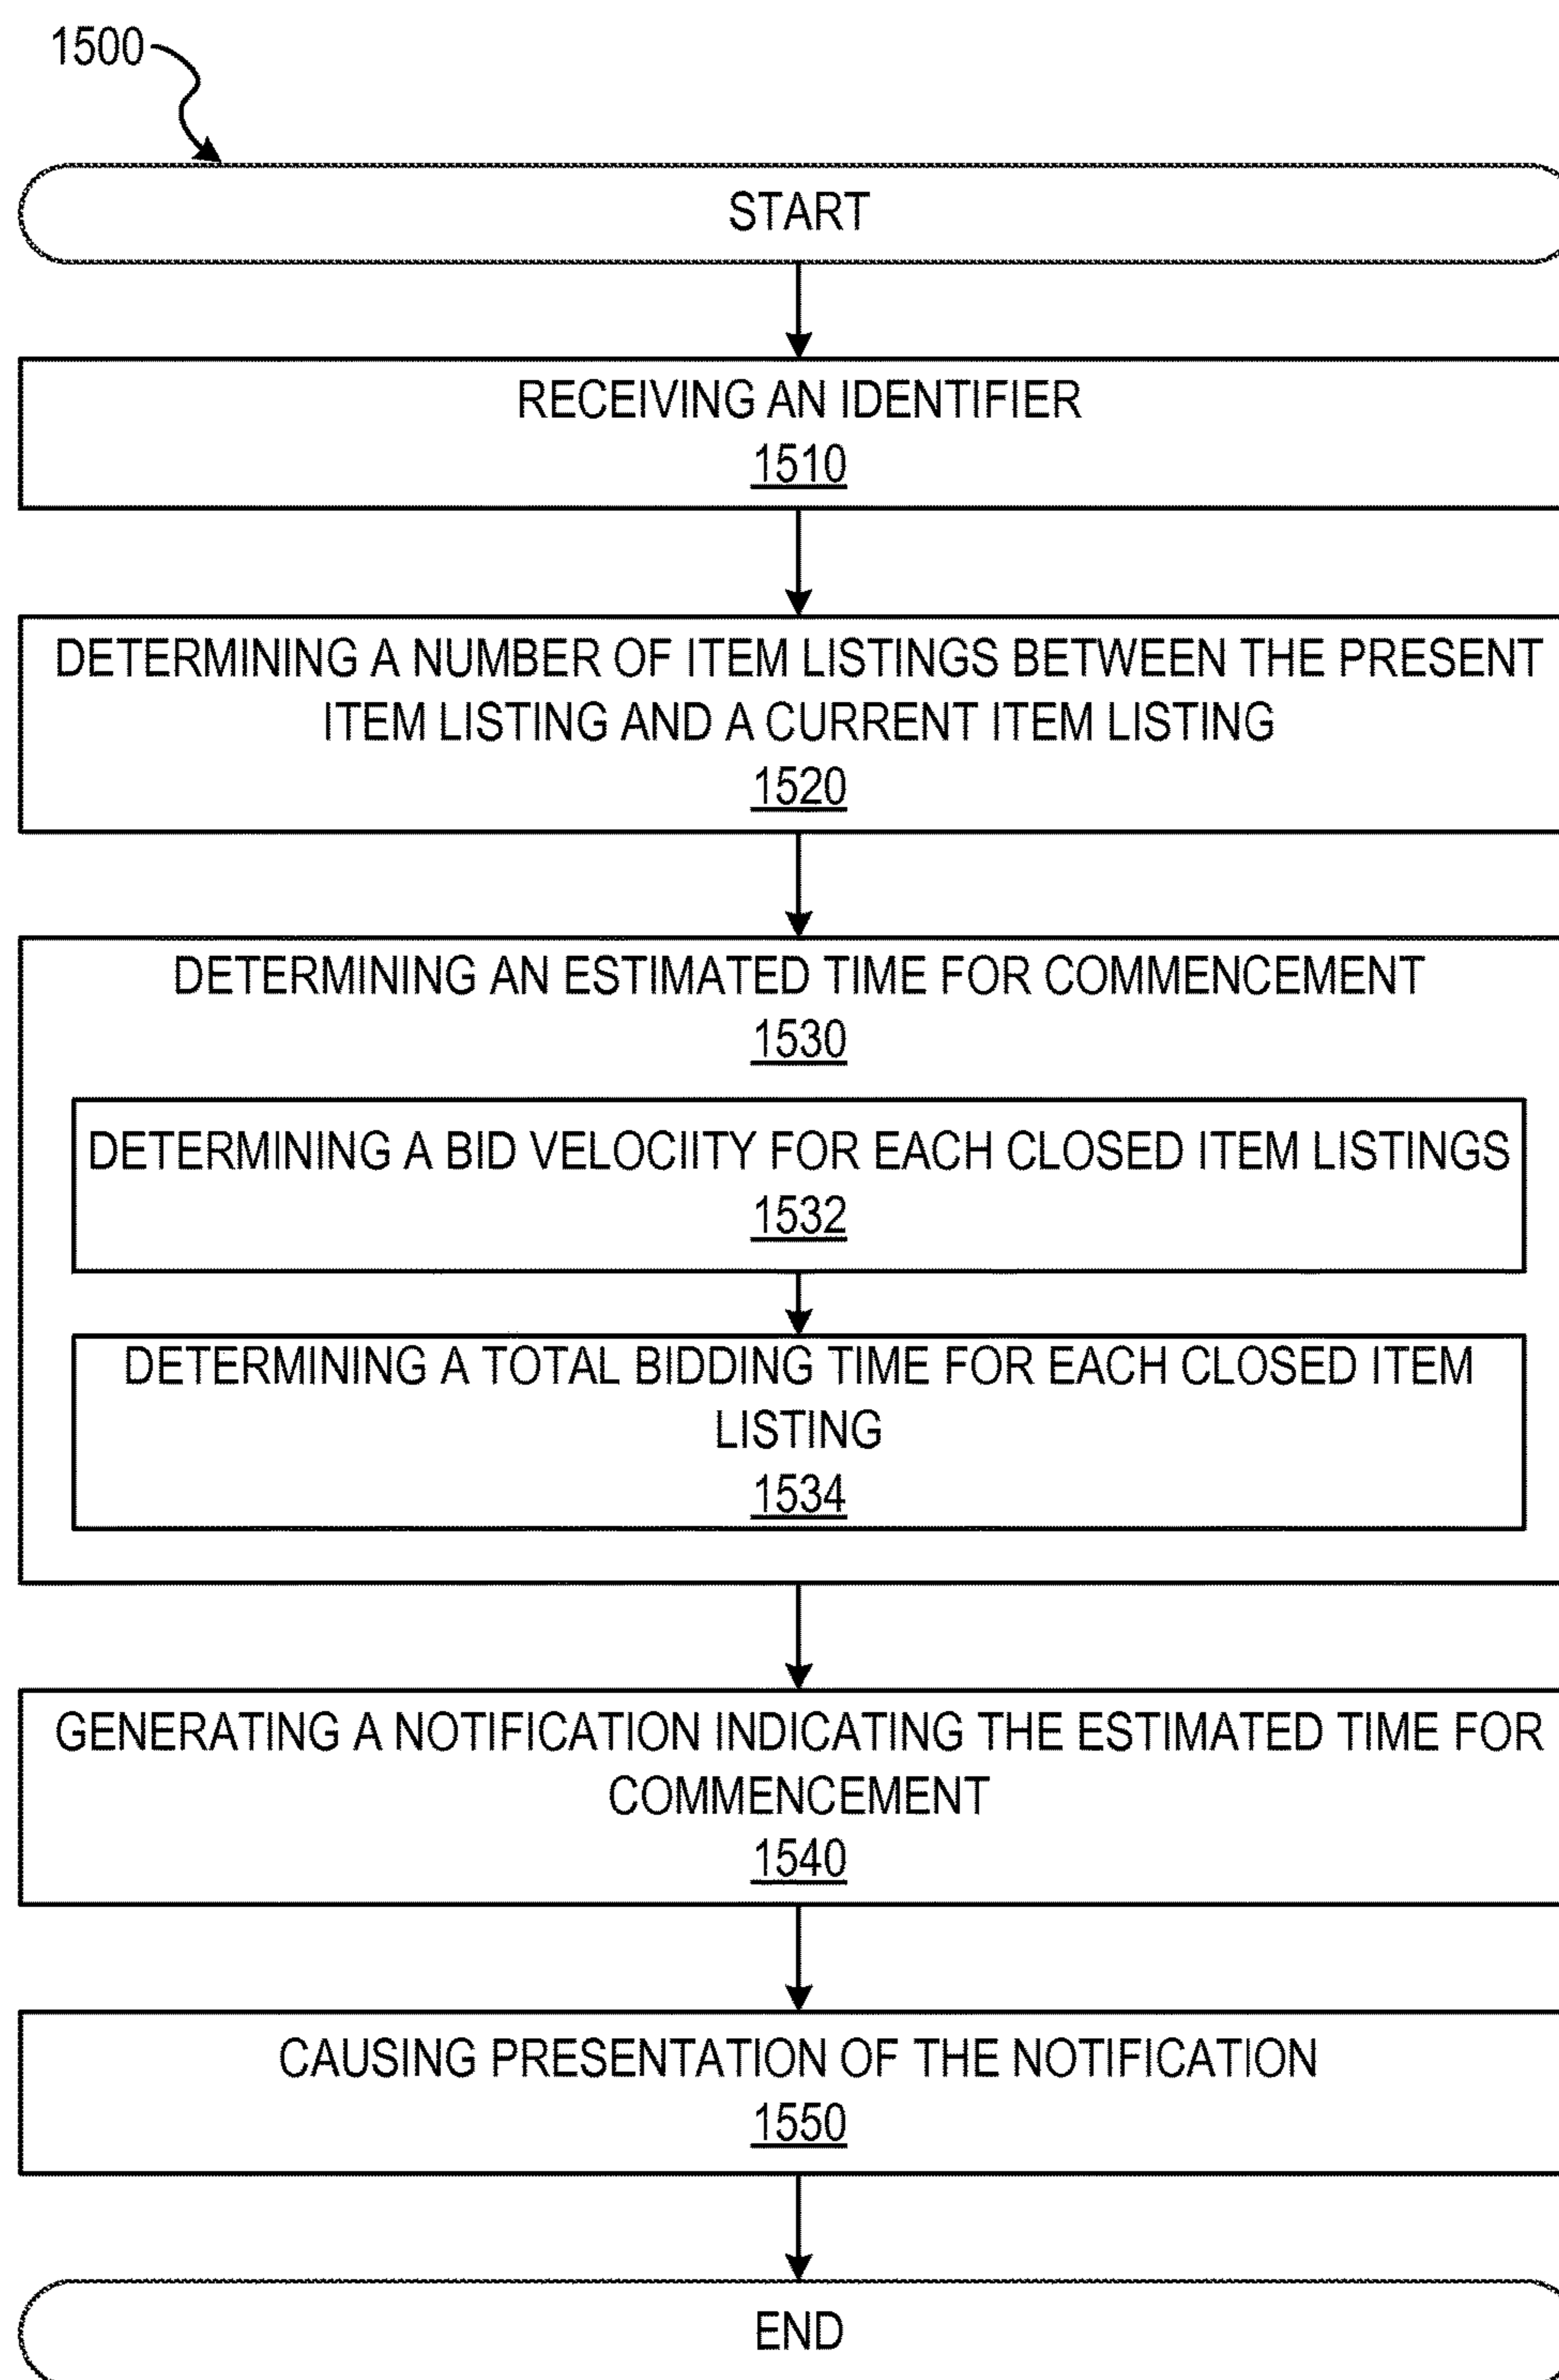 1500
START
RECEIVING AN IDENTIFIER
1510
DETERMINING A NUMBER OF ITEM LISTINGS BETWEEN THE PRESENT
ITEM LISTING AND A CURRENT ITEM LISTING
1520
DETERMINING AN ESTIMATED TIME FOR COMMENCEMENT
1530
DETERMINING A BID VELOCIITY FOR EACH CLOSED ITEM LISTINGS
1532
DETERMINING A TOTAL BIDDING TIME FOR EACH CLOSED ITEM
LISTING
1534
GENERATING A NOTIFICATION INDICATING THE ESTIMATED TIME FOR
COMMENCEMENT
1540
CAUSING PRESENTATION OF THE NOTIFICATION
1550
END